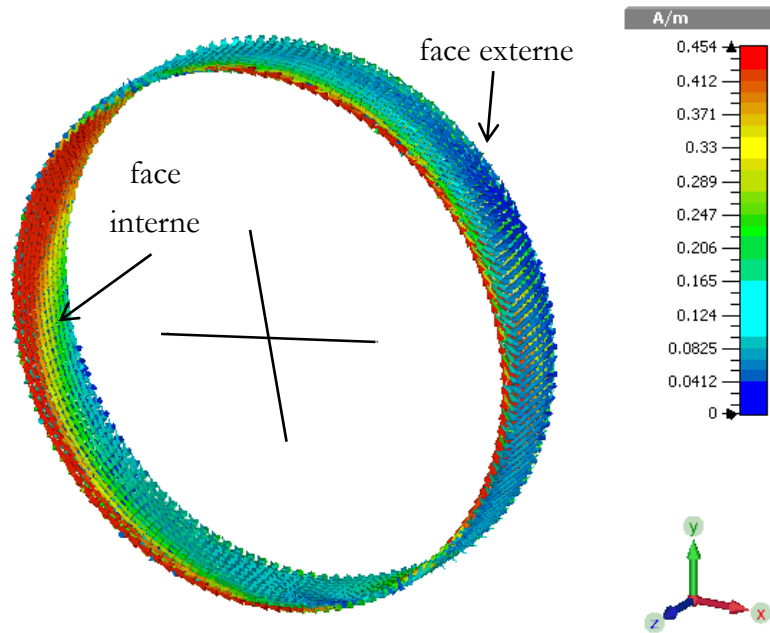 A/m
face externe
0.454
0.412
0.371
0.33
0.289
0.247
0.206
0.165
0.124
0.0825
0.0412
0
face
interne
y
x
z